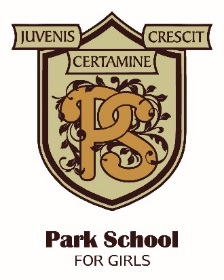 JUVENIS CRESCIT
CERTAMINE
PS
Park School
FOR GIRLS